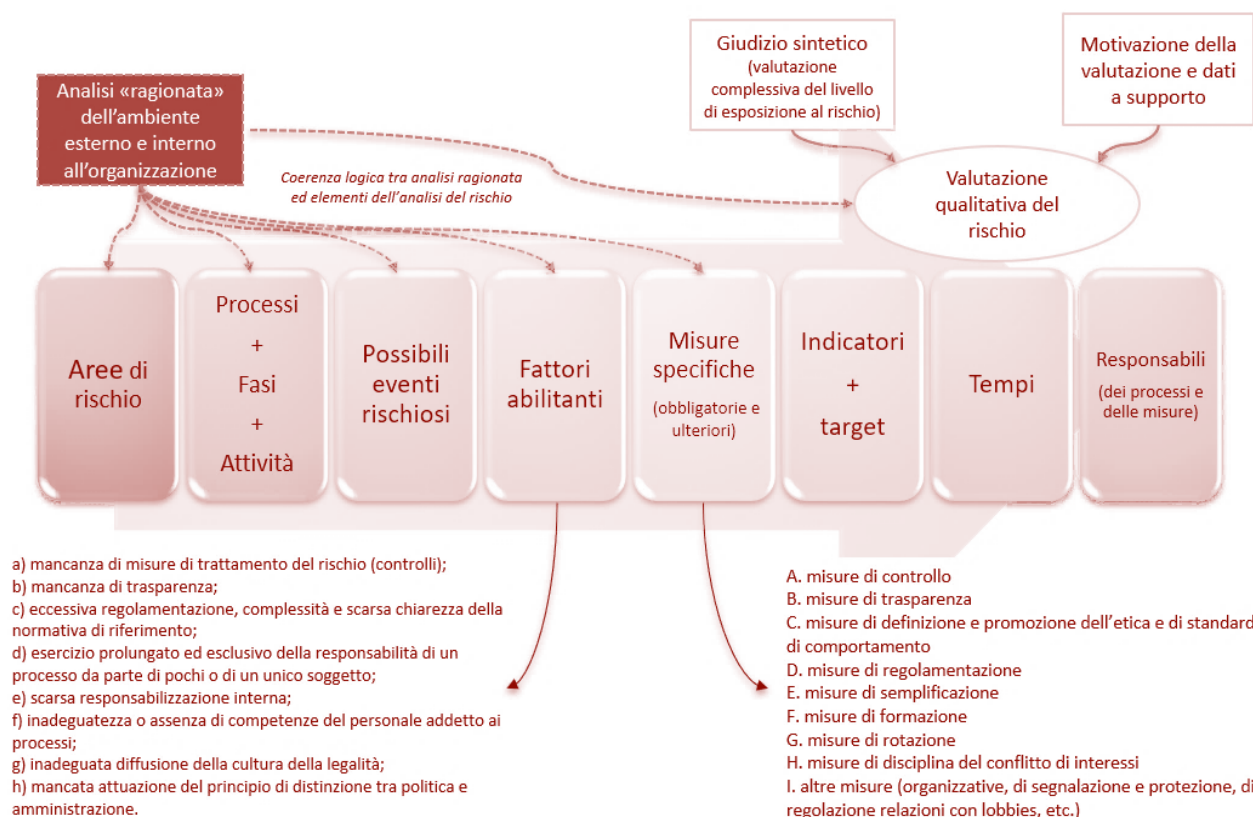 Giudizio sintetico
(valutazione
complessiva del livello
di esposizione al rischio)
Motivazione della
valutazione e dati
a supporto
Analisi «ragionata»
dell'ambiente
esterno e interno
all'organizzazione
Coerenza logica tra analisi ragionata
ed elementi dell'analisi del rischio
Valutazione
qualitativa del
rischio
Aree di
rischio
Processi
+
Fasi
+
Attività
Possibili
eventi
rischiosi
Fattori
abilitanti
Misure
specifiche
(obbligatorie e
ulteriori)
Indicatori
+
target
Tempi
Responsabili
(dei processi e
delle misure)
a) mancanza di misure di trattamento del rischio (controlli);
b) mancanza di trasparenza;
c) eccessiva regolamentazione, complessità e scarsa chiarezza della
normativa di riferimento;
d) esercizio prolungato ed esclusivo della responsabilità di un
processo da parte di pochi o di un unico soggetto;
e) scarsa responsabilizzazione interna;
f) inadeguatezza o assenza di competenze del personale addetto ai
processi;
g) inadeguata diffusione della cultura della legalità;
h) mancata attuazione del principio di distinzione tra politica e
amministrazione.
A. misure di controllo
B. misure di trasparenza
C. misure di definizione e promozione dell'etica e di standard
di comportamento
D. misure di regolamentazione
E. misure di semplificazione
F. misure di formazione
G. misure di rotazione
H. misure di disciplina del conflitto di interessi
I. altre misure (organizzative, di segnalazione e protezione, di
regolazione relazioni con lobbies, etc.)